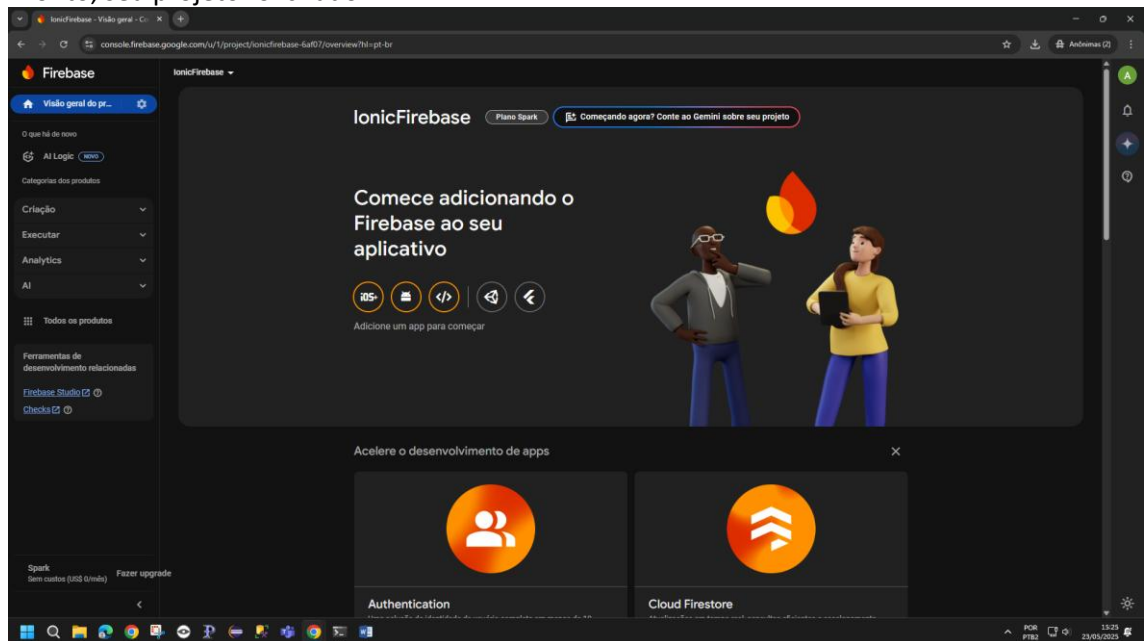 IonicFirebase - Visão geral - Co
console.firebase.google.com/u/1/project/ionicfirebase-6af07/overview?hl=pt-br
Anônimas (2)
Firebase
IonicFirebase
A
Visão geral do pr...
O que há de novo
AI Logic NOVO
Categorias dos produtos
Criação
Executar
Analytics
AI
Todos os produtos
Ferramentas de
desenvolvimento relacionadas
Firebase Studio
Checks
Spark
Sem custos (US$ 0/mês)
Fazer upgrade
IonicFirebase Plano Spark Começando agora? Conte ao Gemini sobre seu projeto
Comece adicionando o
Firebase ao seu
aplicativo
iOS+
Adicione um app para começar
Acelere o desenvolvimento de apps
Authentication
Cloud Firestore
POR
PTB2
13:25
23/05/2025